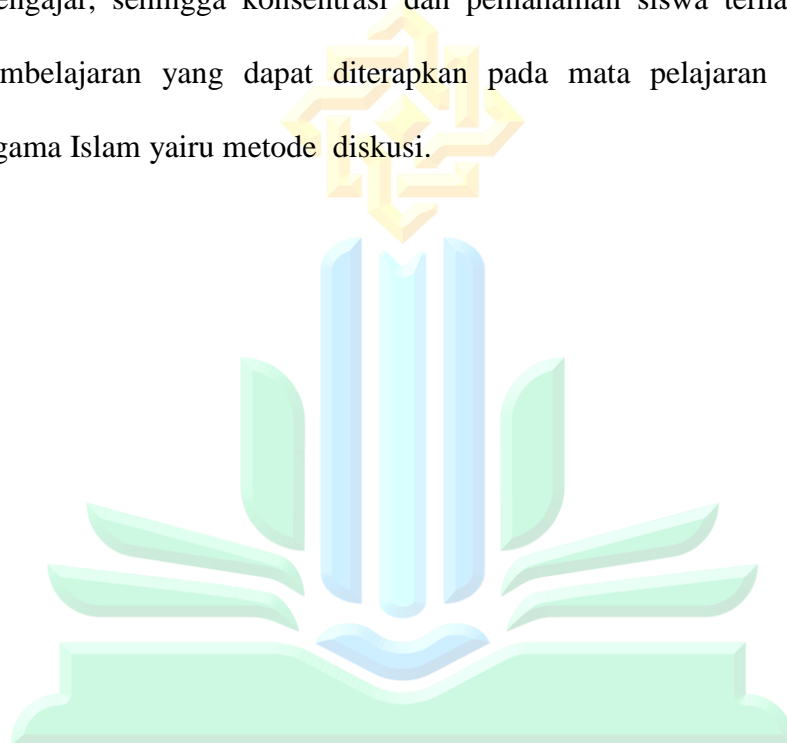 engajar, sehingga konsentrasi dan pemahaman siswa terha
mbelajaran yang dapat diterapkan pada mata pelajaran
gama Islam yairu metode diskusi.